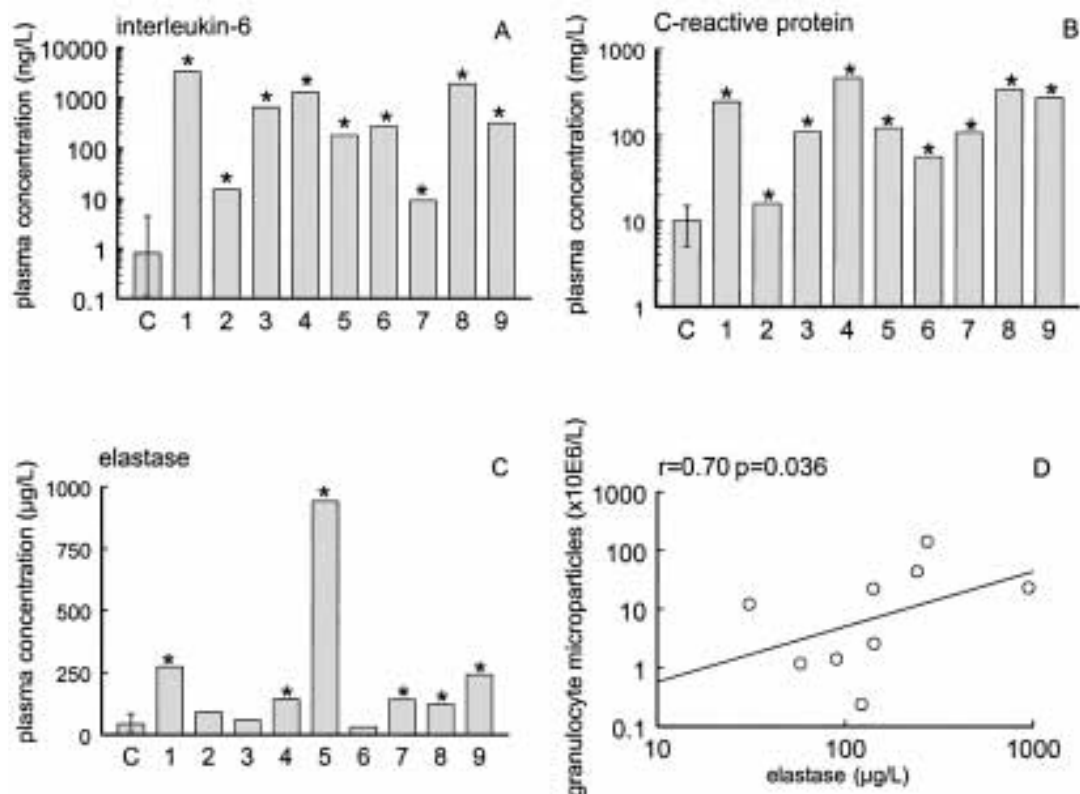 interleukin-6
A
plasma concentration (ng/L)
10000
1000
100
10
1
0.1
* * * * * * * * *
C 1 2 3 4 5 6 7 8 9
C-reactive protein
B
plasma concentration (mg/L)
1000
100
10
1
* * * * * * * * *
C 1 2 3 4 5 6 7 8 9
elastase
C
plasma concentration (µg/L)
1000
750
500
250
0
* * * * * *
C 1 2 3 4 5 6 7 8 9
r=0.70 p=0.036
D
granulocyte microparticles (x10E6/L)
1000
100
10
1
0.1
10 100 1000
elastase (µg/L)